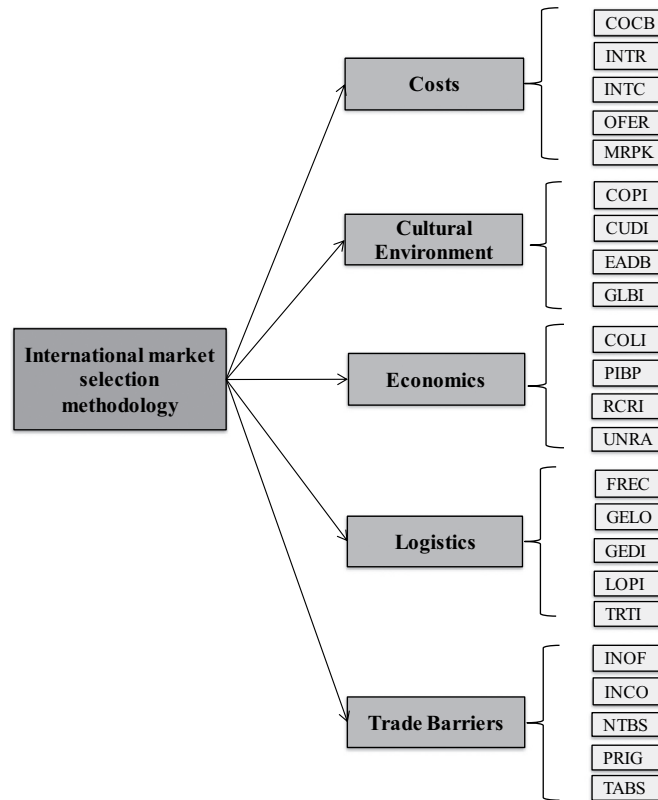 COCB
INTR
Costs
INTC
OFER
MRPK
COPI
Cultural
Environment
CUDI
EADB
GLBI
International market
selection
methodology
COLI
Economics
PIBP
RCRI
UNRA
FREC
GELO
Logistics
GEDI
LOPI
TRTI
INOF
INCO
Trade Barriers
NTBS
PRIG
TABS